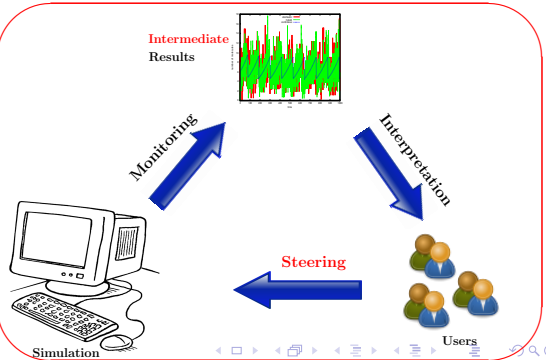 Intermediate
Results
Monitoring
Interpretation
Steering
Simulation
Users